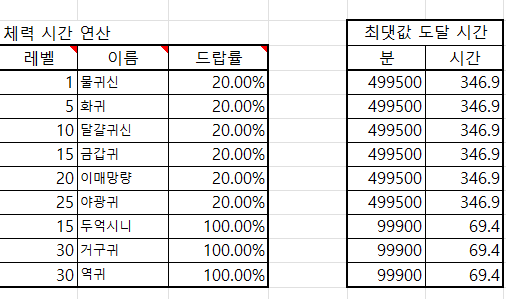 체력 시간 연산 최댓값 도달 시간
레벨 이름 드랍률 분 시간
1 물귀신 20.00% 499500 346.9
5 화귀 20.00% 499500 346.9
10 달걀귀신 20.00% 499500 346.9
15 금갑귀 20.00% 499500 346.9
20 이매망량 20.00% 499500 346.9
25 야광귀 20.00% 499500 346.9
15 두억시니 100.00% 99900 69.4
30 거구귀 100.00% 99900 69.4
30 역귀 100.00% 99900 69.4